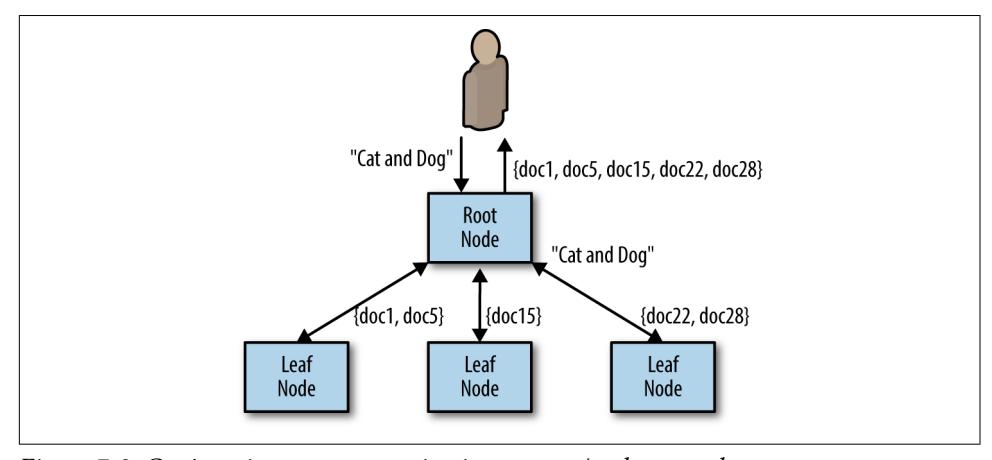 "Cat and Dog"
{doc1, doc5, doc15, doc22, doc28}
Root
Node
"Cat and Dog"
{doc1, doc5}
{doc15}
{doc22, doc28}
Leaf
Node
Leaf
Node
Leaf
Node